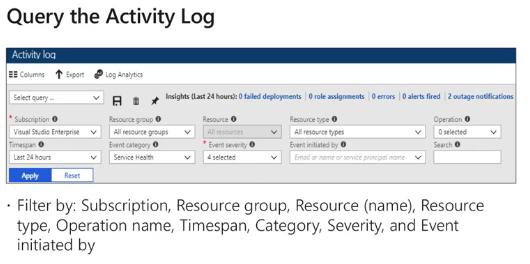 Query the Activity Log
Activity log
Columns Export Log Analytics
Select query ... Insights (Last 24 hours): 0 failed deployments | 0 role assignments | 0 errors | 0 alerts fired | 2 outage notifications
* Subscription Resource group Resource Resource type Operation
Visual Studio Enterprise All resource groups All resources All resource types 0 selected
Timespan Event category * Event severity Event initiated by Search
Last 24 hours Service Health 4 selected Email or name or service principal name
Apply Reset
• Filter by: Subscription, Resource group, Resource (name), Resource
type, Operation name, Timespan, Category, Severity, and Event
initiated by